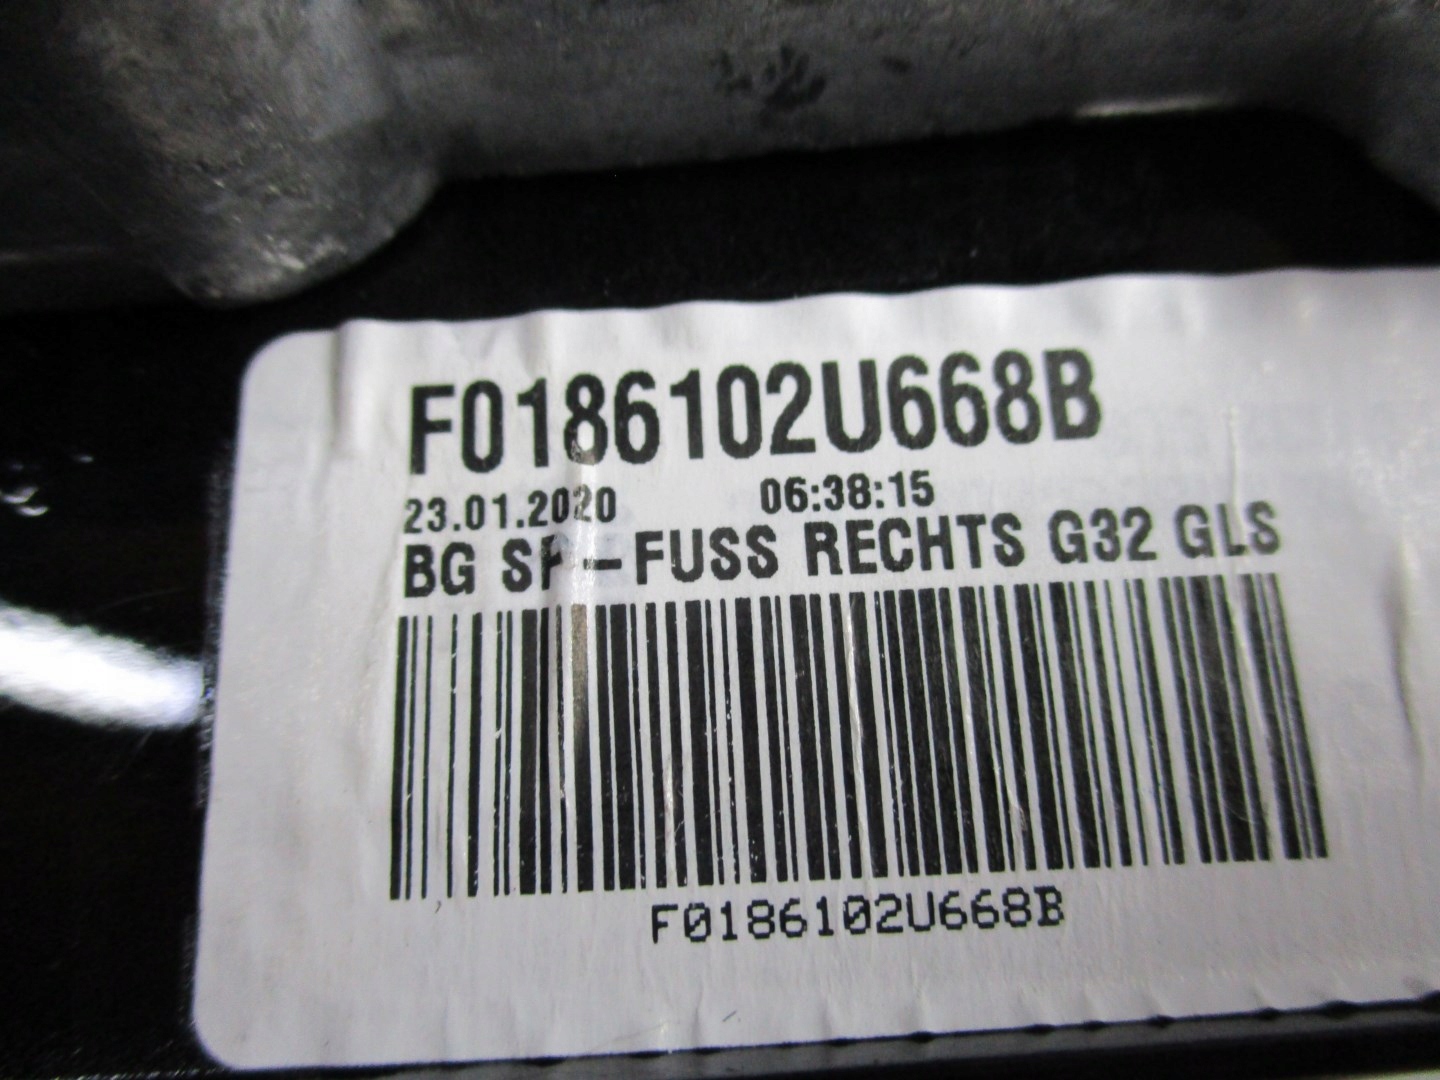 F0186102U668B
23.01.2020 06:38:15
BG SP-FUSS RECHTS G32 GLS
F0186102U668B